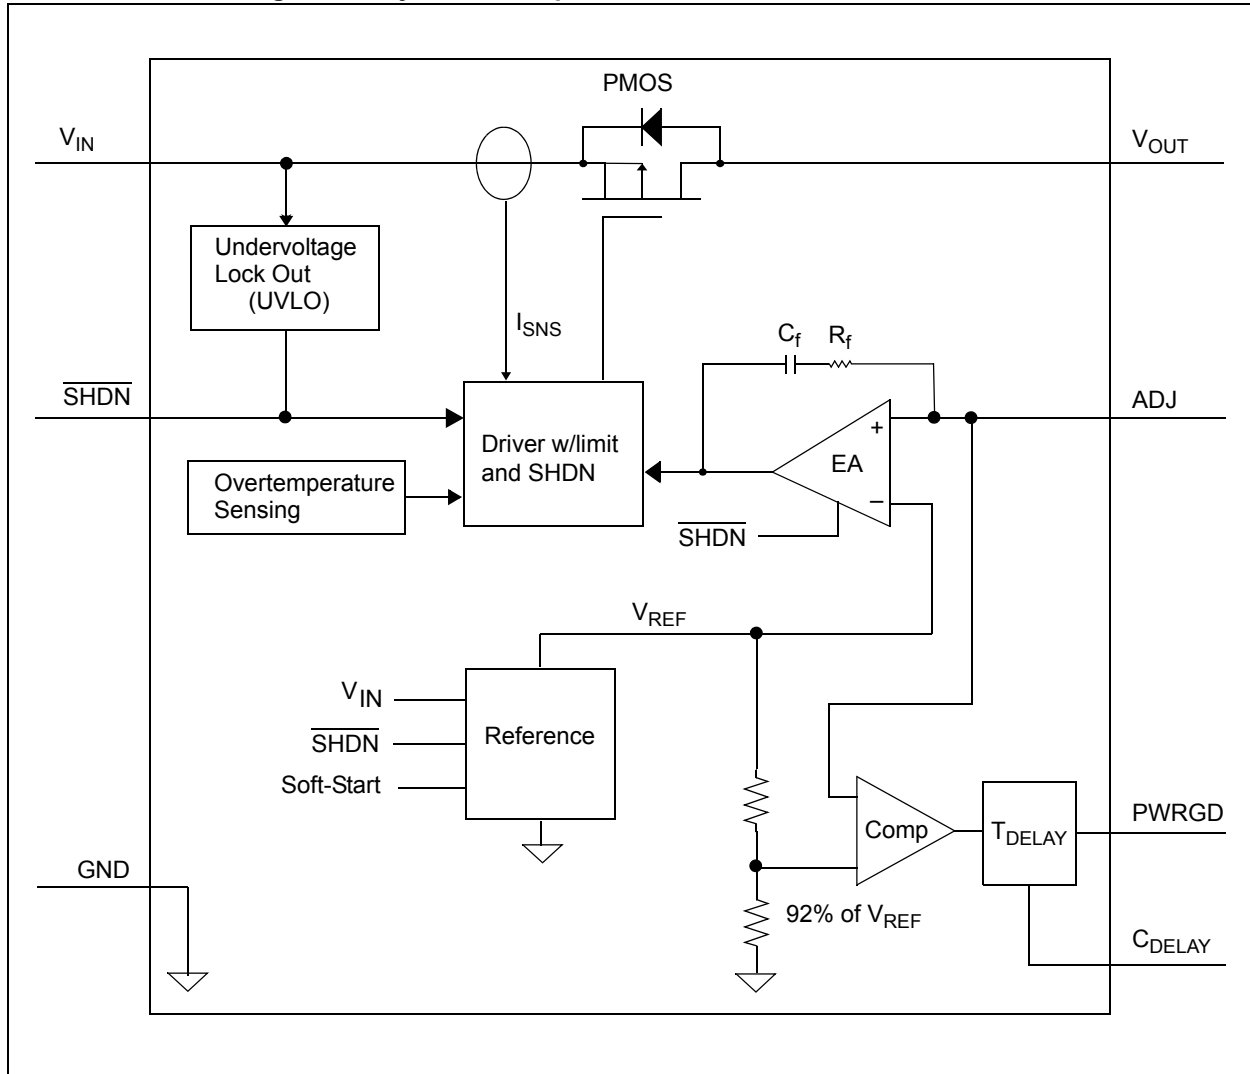 PMOS
V_IN
V_OUT
Undervoltage
Lock Out
(UVLO)
I_SNS
C_f
R_f
SHDN
ADJ
+
Driver w/limit
and SHDN
EA
Overtemperature
Sensing
–
SHDN
V_REF
V_IN
SHDN
Reference
Soft-Start
PWRGD
Comp
T_DELAY
GND
92% of V_REF
C_DELAY